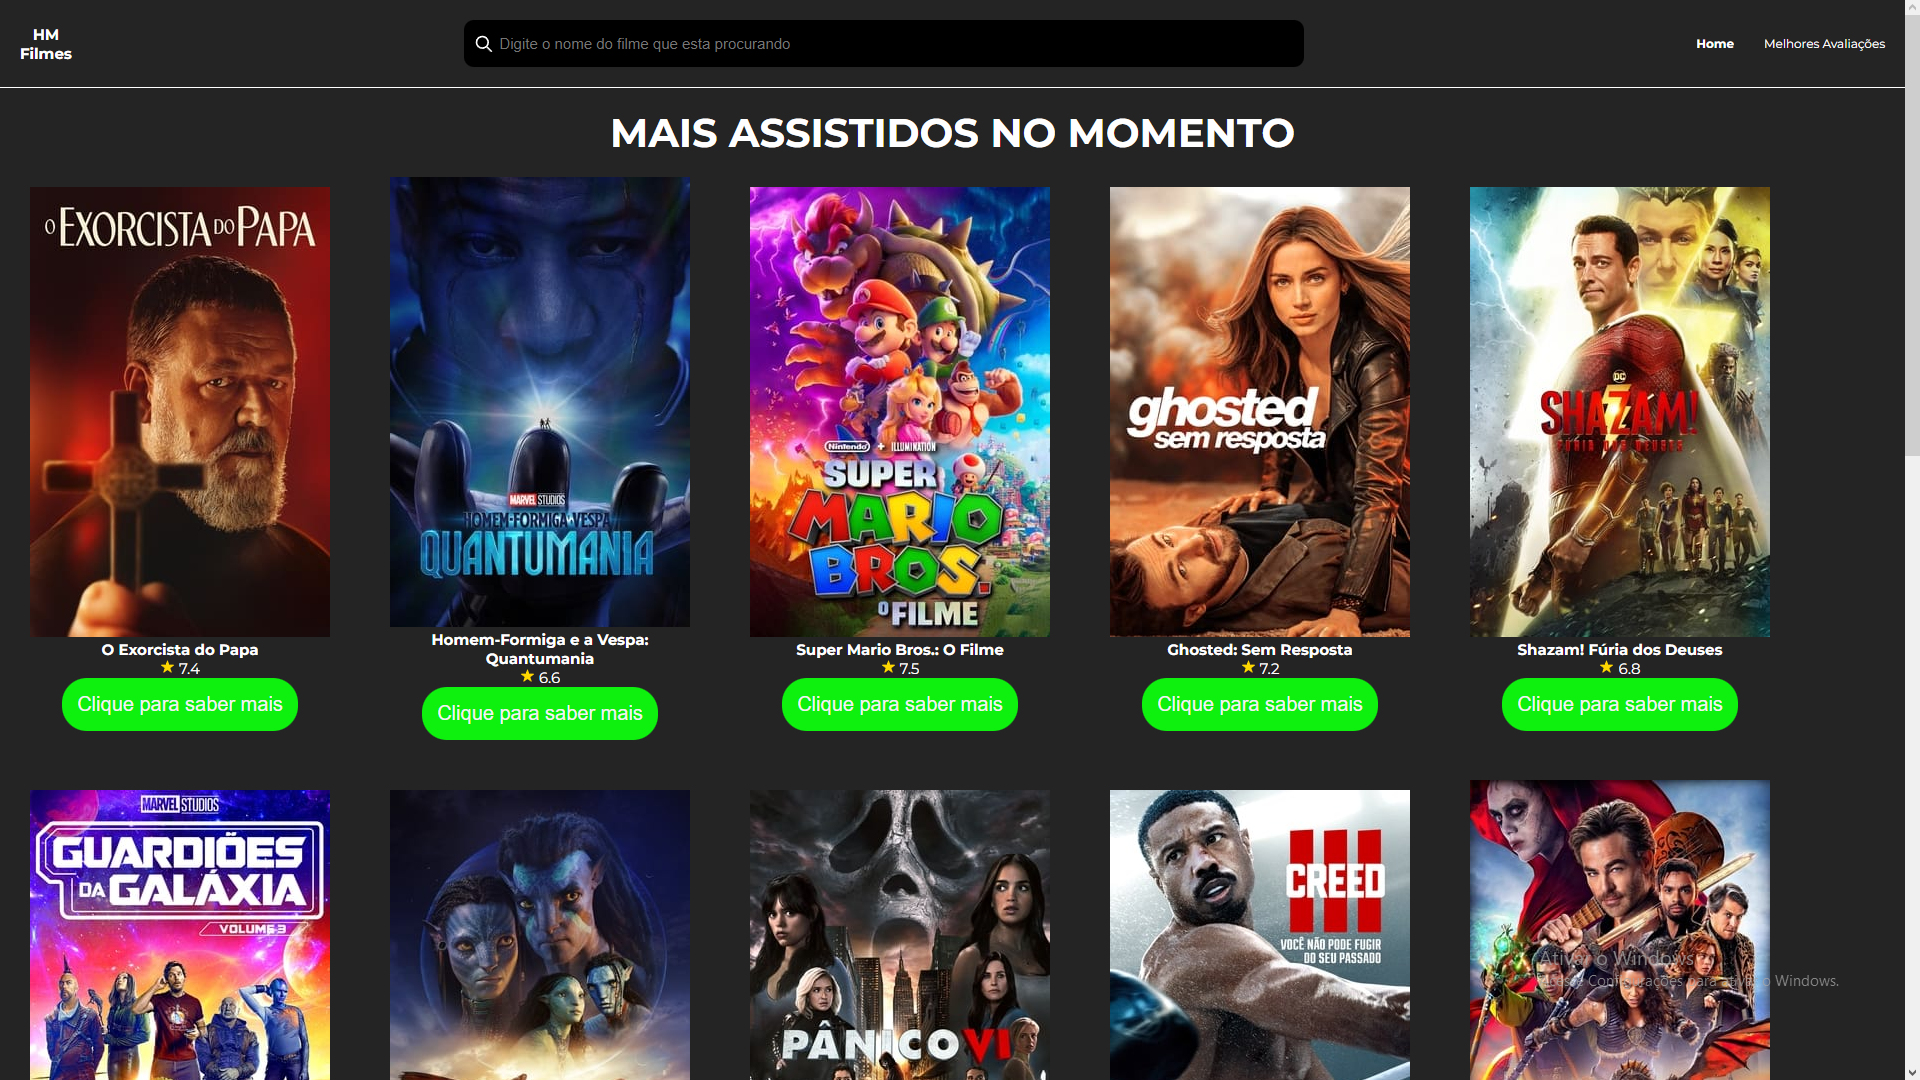 HM
Filmes
Digite o nome do filme que esta procurando
Home
Melhores Avaliações
MAIS ASSISTIDOS NO MOMENTO
O EXORCISTA DO PAPA
MARVEL STUDIOS
HOMEM-FORMIGA E A VESPA
QUANTUMANIA
Nintendo + ILLUMINATION
SUPER
MARIO
BROS.
O FILME
ghosted
sem resposta
DC
SHAZAM!
FÚRIA DOS DEUSES
O Exorcista do Papa
7.4
Clique para saber mais
Homem-Formiga e a Vespa:
Quantumania
6.6
Clique para saber mais
Super Mario Bros.: O Filme
7.5
Clique para saber mais
Ghosted: Sem Resposta
7.2
Clique para saber mais
Shazam! Fúria dos Deuses
6.8
Clique para saber mais
MARVEL STUDIOS
GUARDIÕES
DA GALÁXIA
VOLUME 3
PÂNICO VI
CREED
III
VOCÊ NÃO PODE FUGIR
DO SEU PASSADO
Ativar o Windows
Acesse Configurações para ativar o Windows.